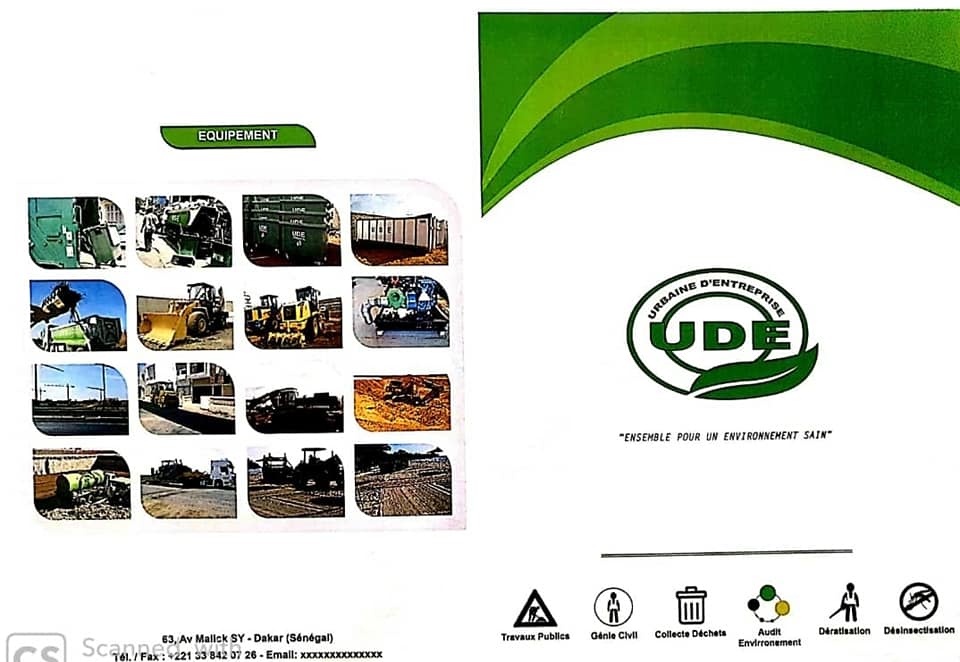 EQUIPEMENT
63, Av Malick SY - Dakar (Sénégal)
Tél. / Fax : +221 33 842 07 26 - Email: xxxxxxxxxxxxxx
CS Scanned with
URBAINE D'ENTREPRISE
UDE
"ENSEMBLE POUR UN ENVIRONNEMENT SAIN"
Travaux Publics
Génie Civil
Collecte Déchets
Audit
Environnement
Dératisation
Désinsectisation